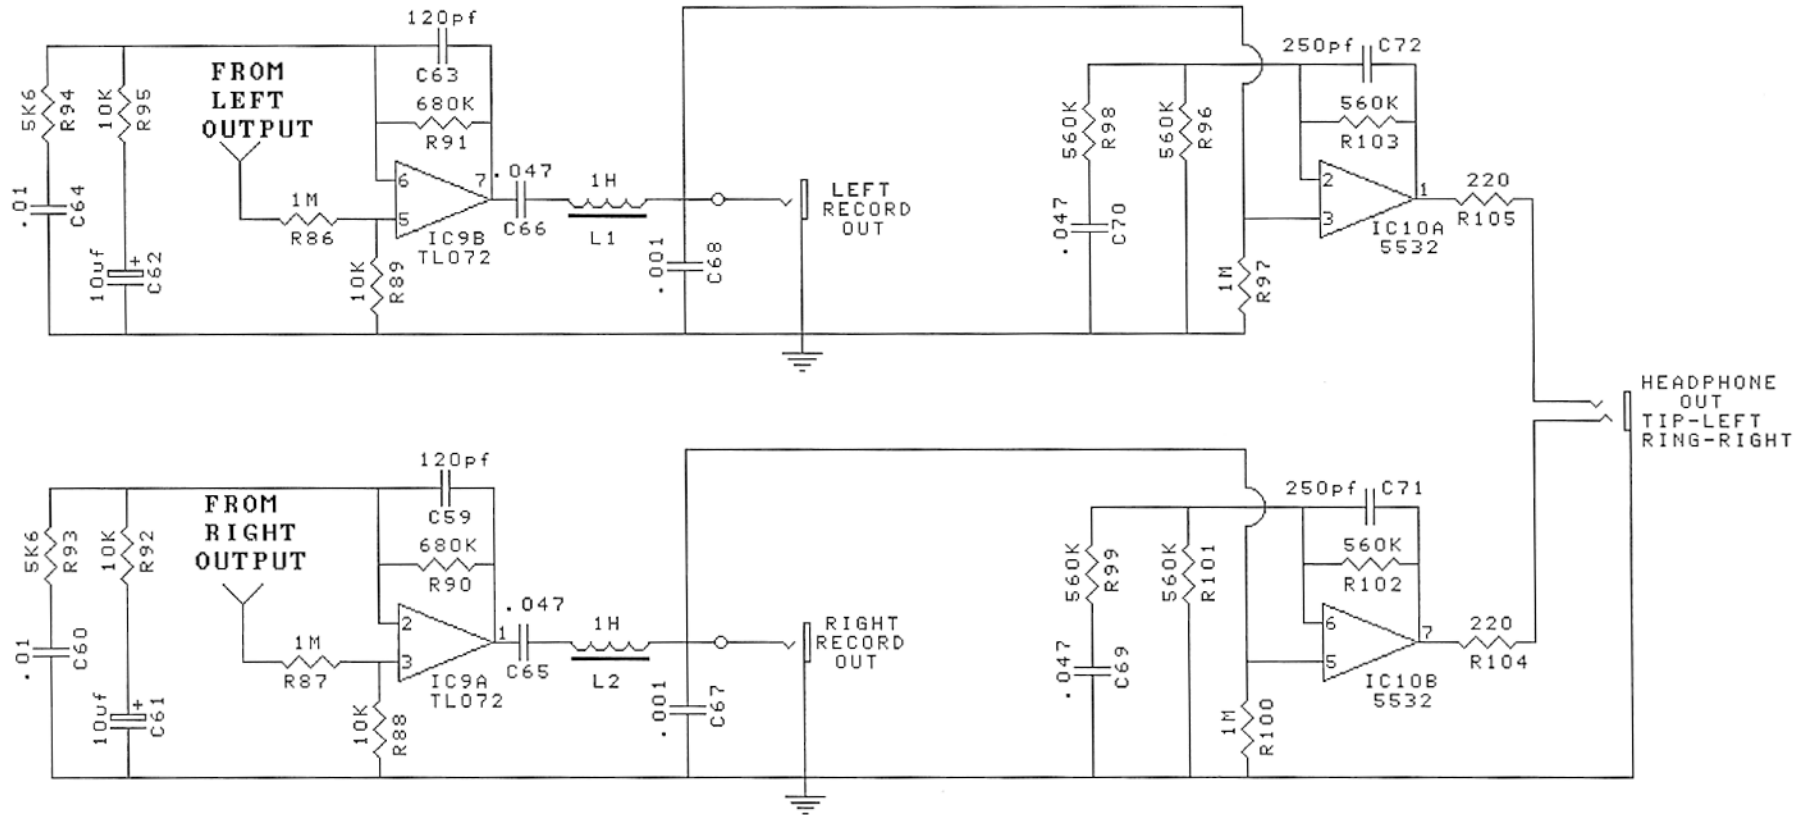 120pf
C63
680K
R91
5K6
R94
10K
R95
FROM
LEFT
OUTPUT
.01
C64
10uf
+
C62
1M
R86
10K
R89
6
5
7
IC9B
TL072
.047
C66
1H
L1
.001
C68
LEFT
RECORD
OUT
250pf
C72
560K
R103
560K
R98
560K
R96
.047
C70
1M
R97
2
3
1
IC10A
5532
220
R105
HEADPHONE
OUT
TIP-LEFT
RING-RIGHT
120pf
C59
680K
R90
5K6
R93
10K
R92
FROM
RIGHT
OUTPUT
.01
C60
10uf
+
C61
1M
R87
10K
R88
2
3
1
IC9A
TL072
.047
C65
1H
L2
.001
C67
RIGHT
RECORD
OUT
250pf
C71
560K
R102
560K
R99
560K
R101
.047
C69
1M
R100
6
5
7
IC10B
5532
220
R104